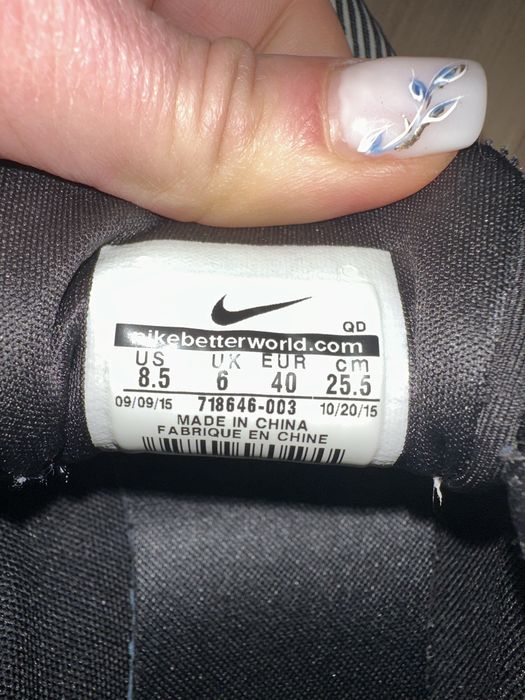 QD
nikebetterworld.com
US UK EUR cm
8.5 6 40 25.5
09/09/15 718646-003 10/20/15
MADE IN CHINA
FABRIQUE EN CHINE